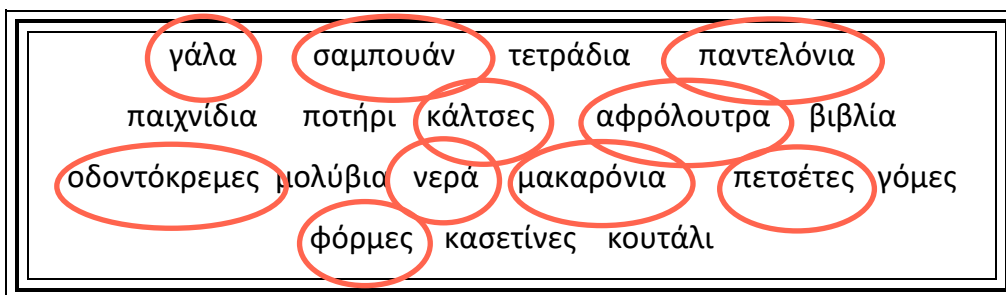 γάλα σαμπουάν τετράδια παντελόνια
παιχνίδια ποτήρι κάλτσες αφρόλουτρα βιβλία
οδοντόκρεμες μολύβια νερά μακαρόνια πετσέτες γόμες
φόρμες κασετίνες κουτάλι